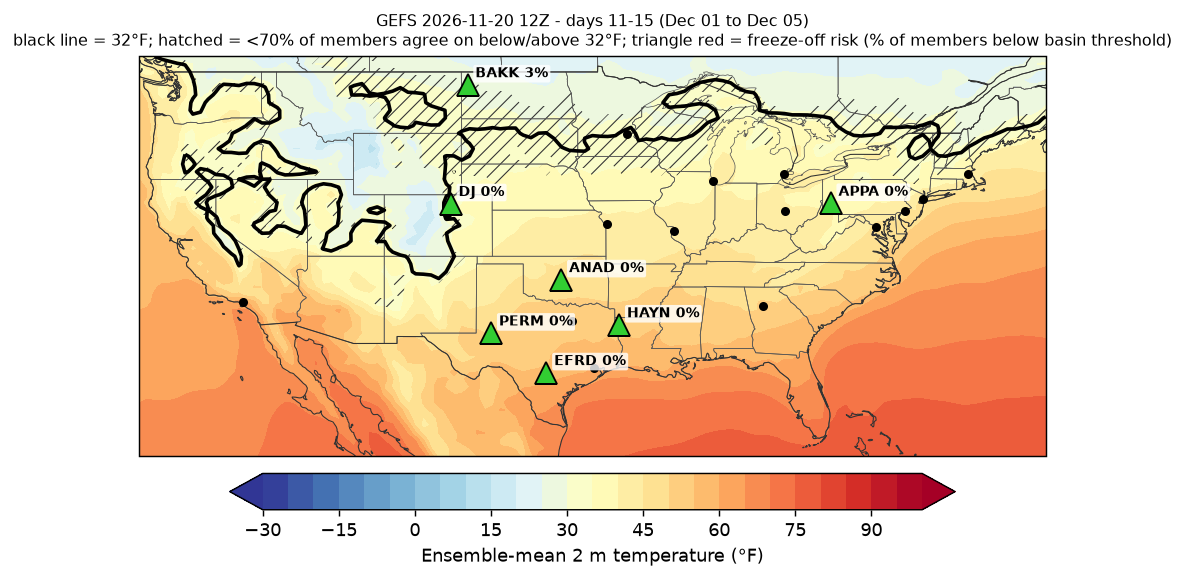 GEFS 2026-11-20 12Z - days 11-15 (Dec 01 to Dec 05)
black line = 32°F; hatched = <70% of members agree on below/above 32°F; triangle red = freeze-off risk (% of members below basin threshold)
BAKK 3%
DJ 0%
APPA 0%
ANAD 0%
HAYN 0%
PERM 0%
EFRD 0%
−30 −15 0 15 30 45 60 75 90
Ensemble-mean 2 m temperature (°F)